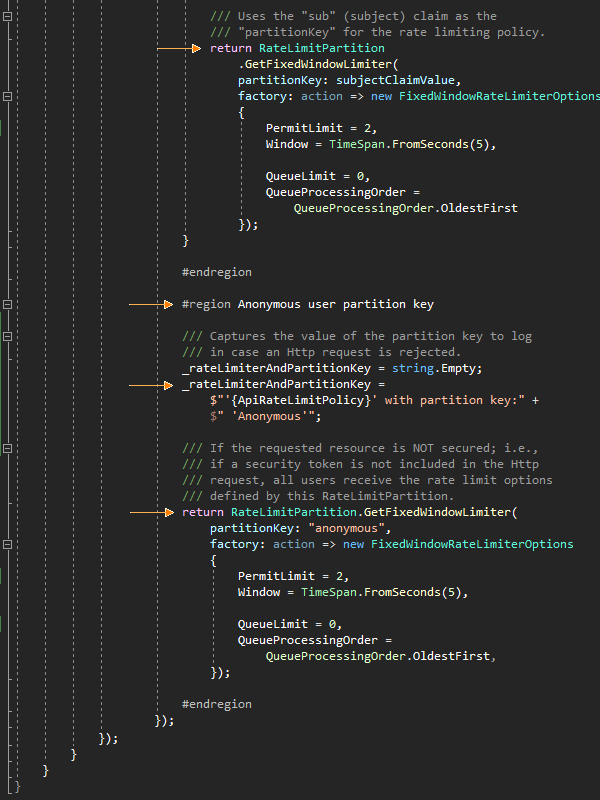 /// Uses the "sub" (subject) claim as the
/// "partitionKey" for the rate limiting policy.
return RateLimitPartition
.GetFixedWindowLimiter(
partitionKey: subjectClaimValue,
factory: action => new FixedWindowRateLimiterOptions
{
PermitLimit = 2,
Window = TimeSpan.FromSeconds(5),
QueueLimit = 0,
QueueProcessingOrder =
QueueProcessingOrder.OldestFirst
});
}
#endregion
#region Anonymous user partition key
/// Captures the value of the partition key to log
/// in case an Http request is rejected.
_rateLimiterAndPartitionKey = string.Empty;
_rateLimiterAndPartitionKey =
$"'{ApiRateLimitPolicy}' with partition key:" +
$" 'Anonymous'";
/// If the requested resource is NOT secured; i.e.,
/// if a security token is not included in the Http
/// request, all users receive the rate limit options
/// defined by this RateLimitPartition.
return RateLimitPartition.GetFixedWindowLimiter(
partitionKey: "anonymous",
factory: action => new FixedWindowRateLimiterOptions
{
PermitLimit = 2,
Window = TimeSpan.FromSeconds(5),
QueueLimit = 0,
QueueProcessingOrder =
QueueProcessingOrder.OldestFirst,
});
#endregion
});
});
}
}
}